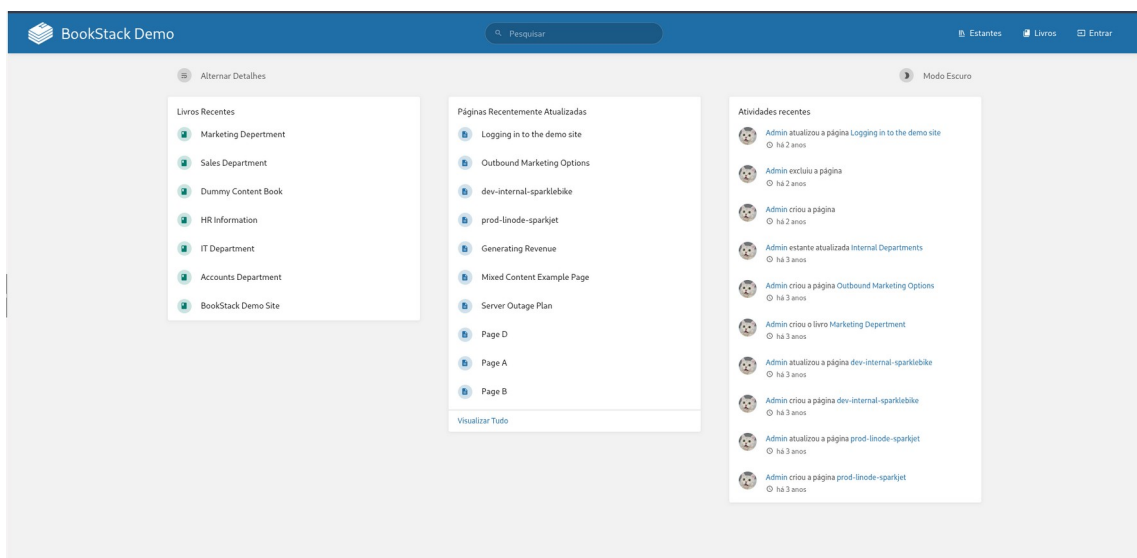 BookStack Demo
Pesquisar
Estantes
Livros
Entrar
Alternar Detalhes
Modo Escuro
Livros Recentes
Marketing Depertment
Sales Department
Dummy Content Book
HR Information
IT Department
Accounts Department
BookStack Demo Site
Páginas Recentemente Atualizadas
Logging in to the demo site
Outbound Marketing Options
dev-internal-sparklebike
prod-linode-sparkjet
Generating Revenue
Mixed Content Example Page
Server Outage Plan
Page D
Page A
Page B
Visualizar Tudo
Atividades recentes
Admin atualizou a página Logging in to the demo site
há 2 anos
Admin excluiu a página
há 2 anos
Admin criou a página
há 2 anos
Admin estante atualizada Internal Departments
há 3 anos
Admin criou a página Outbound Marketing Options
há 3 anos
Admin criou o livro Marketing Depertment
há 3 anos
Admin atualizou a página dev-internal-sparklebike
há 3 anos
Admin criou a página dev-internal-sparklebike
há 3 anos
Admin atualizou a página prod-linode-sparkjet
há 3 anos
Admin criou a página prod-linode-sparkjet
há 3 anos